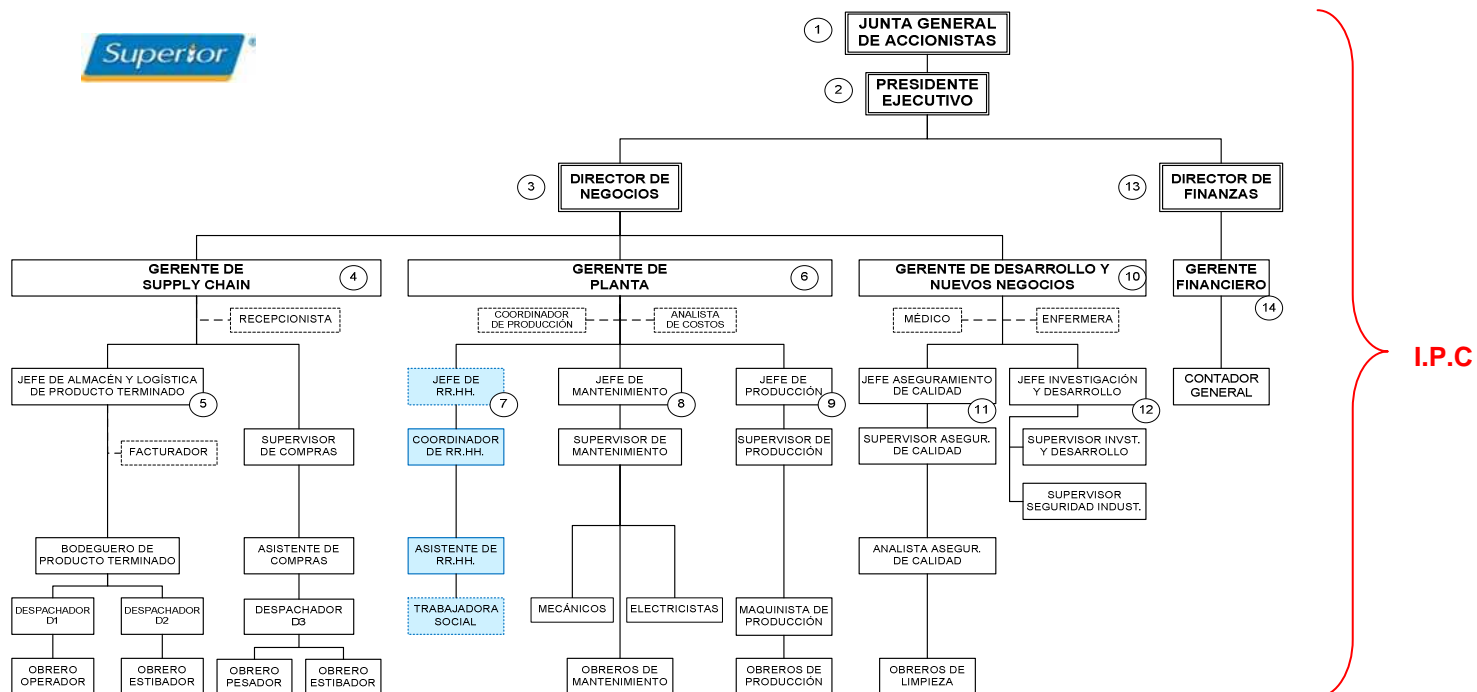 Superior
®
1
JUNTA GENERAL
DE ACCIONISTAS
2
PRESIDENTE
EJECUTIVO
3
DIRECTOR DE
NEGOCIOS
13
DIRECTOR DE
FINANZAS
GERENTE DE
SUPPLY CHAIN
4
GERENTE DE
PLANTA
6
GERENTE DE DESARROLLO Y
NUEVOS NEGOCIOS
10
GERENTE
FINANCIERO
14
RECEPCIONISTA
COORDINADOR
DE PRODUCCIÓN
ANALISTA
DE COSTOS
MÉDICO
ENFERMERA
I.P.C
JEFE DE ALMACÉN Y LOGÍSTICA
DE PRODUCTO TERMINADO
5
JEFE DE
RR.HH.
7
JEFE DE
MANTENIMIENTO
8
JEFE DE
PRODUCCIÓN
9
JEFE ASEGURAMIENTO
DE CALIDAD
11
JEFE INVESTIGACIÓN
Y DESARROLLO
12
CONTADOR
GENERAL
FACTURADOR
SUPERVISOR
DE COMPRAS
COORDINADOR
DE RR.HH.
SUPERVISOR DE
MANTENIMIENTO
SUPERVISOR DE
PRODUCCIÓN
SUPERVISOR ASEGUR.
DE CALIDAD
SUPERVISOR INVST.
Y DESARROLLO
SUPERVISOR
SEGURIDAD INDUST.
BODEGUERO DE
PRODUCTO TERMINADO
ASISTENTE DE
COMPRAS
ASISTENTE DE
RR.HH.
ANALISTA ASEGUR.
DE CALIDAD
DESPACHADOR
D1
DESPACHADOR
D2
DESPACHADOR
D3
TRABAJADORA
SOCIAL
MECÁNICOS
ELECTRICISTAS
MAQUINISTA DE
PRODUCCIÓN
OBRERO
OPERADOR
OBRERO
ESTIBADOR
OBRERO
PESADOR
OBRERO
ESTIBADOR
OBREROS DE
MANTENIMIENTO
OBREROS DE
PRODUCCIÓN
OBREROS DE
LIMPIEZA